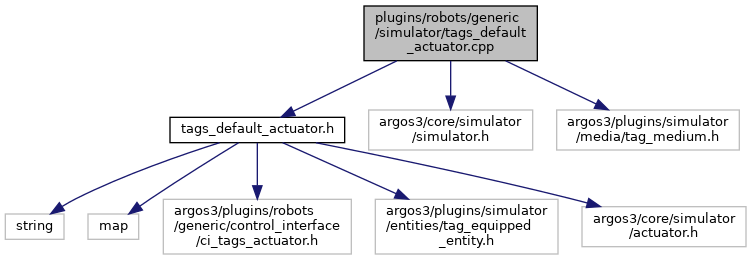 plugins/robots/generic
/simulator/tags_default
_actuator.cpp
tags_default_actuator.h
argos3/core/simulator
/simulator.h
argos3/plugins/simulator
/media/tag_medium.h
string
map
argos3/plugins/robots
/generic/control_interface
/ci_tags_actuator.h
argos3/plugins/simulator
/entities/tag_equipped
_entity.h
argos3/core/simulator
/actuator.h